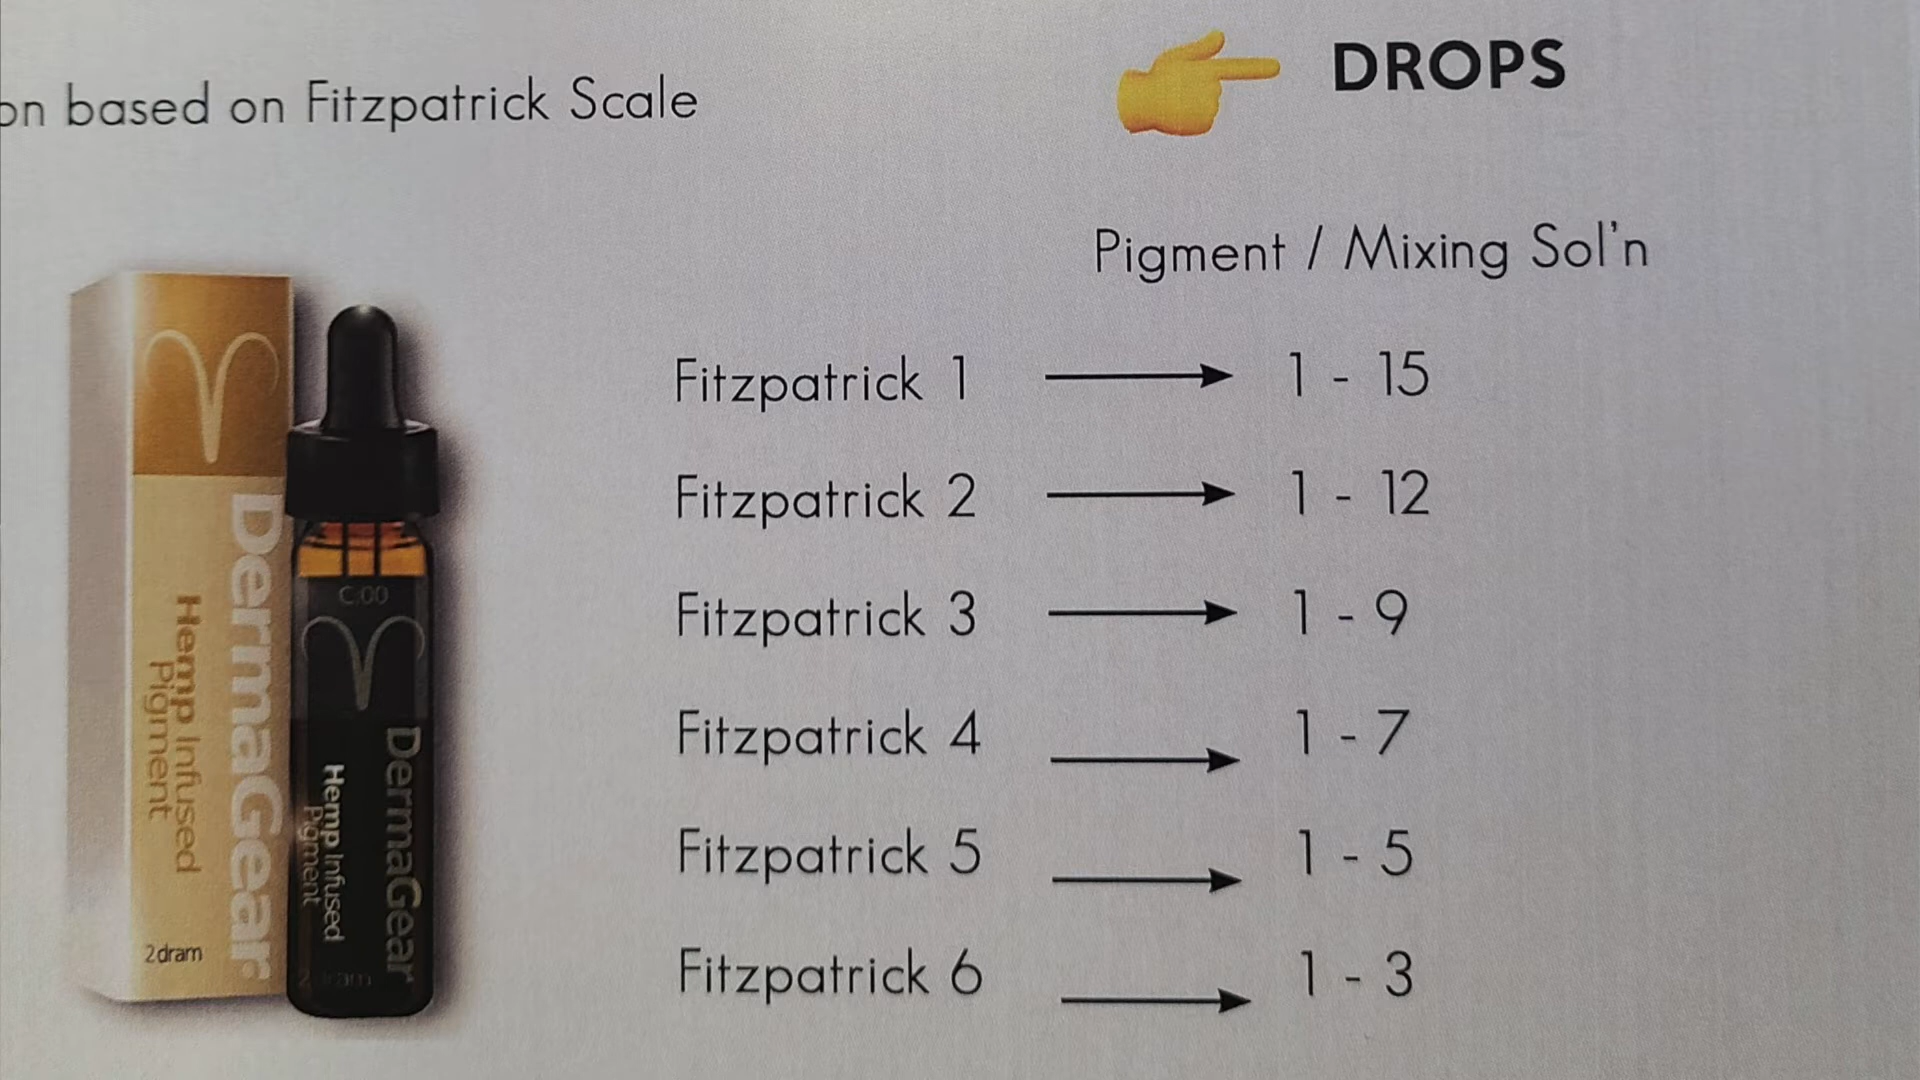 on based on Fitzpatrick Scale
DROPS
Pigment / Mixing Sol'n
Fitzpatrick 1 1 - 15
Fitzpatrick 2 1 - 12
Fitzpatrick 3 1 - 9
Fitzpatrick 4 1 - 7
Fitzpatrick 5 1 - 5
Fitzpatrick 6 1 - 3
DermaGear
Hemp Infused
Pigment
2dram
C:00
DermaGear
Hemp Infused
Pigment
2 dram